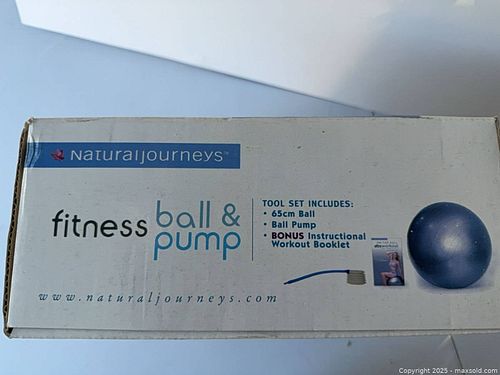 Naturaljourneys™
fitness ball & pump
TOOL SET INCLUDES:
• 65cm Ball
• Ball Pump
• BONUS Instructional
Workout Booklet
www.naturaljourneys.com
Copyright 2025 - maxsold.com